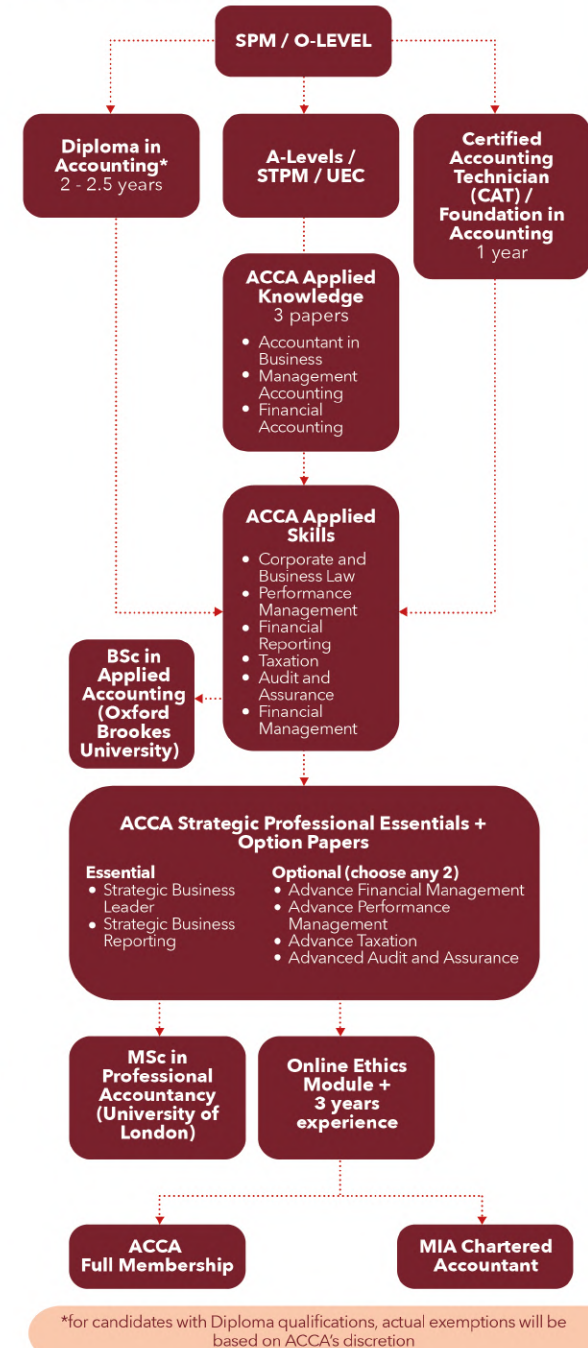 SPM / O-LEVEL
Diploma in
Accounting*
2 - 2.5 years
A-Levels /
STPM / UEC
Certified
Accounting
Technician
(CAT) /
Foundation in
Accounting
1 year
ACCA Applied
Knowledge
3 papers
• Accountant in
Business
• Management
Accounting
• Financial
Accounting
ACCA Applied
Skills
• Corporate and
Business Law
• Performance
Management
• Financial
Reporting
• Taxation
• Audit and
Assurance
• Financial
Management
BSc in
Applied
Accounting
(Oxford
Brookes
University)
ACCA Strategic Professional Essentials +
Option Papers
Essential
• Strategic Business
Leader
• Strategic Business
Reporting
Optional (choose any 2)
• Advance Financial Management
• Advance Performance
Management
• Advance Taxation
• Advanced Audit and Assurance
MSc in
Professional
Accountancy
(University of
London)
Online Ethics
Module +
3 years
experience
ACCA
Full Membership
MIA Chartered
Accountant
*for candidates with Diploma qualifications, actual exemptions will be
based on ACCA's discretion